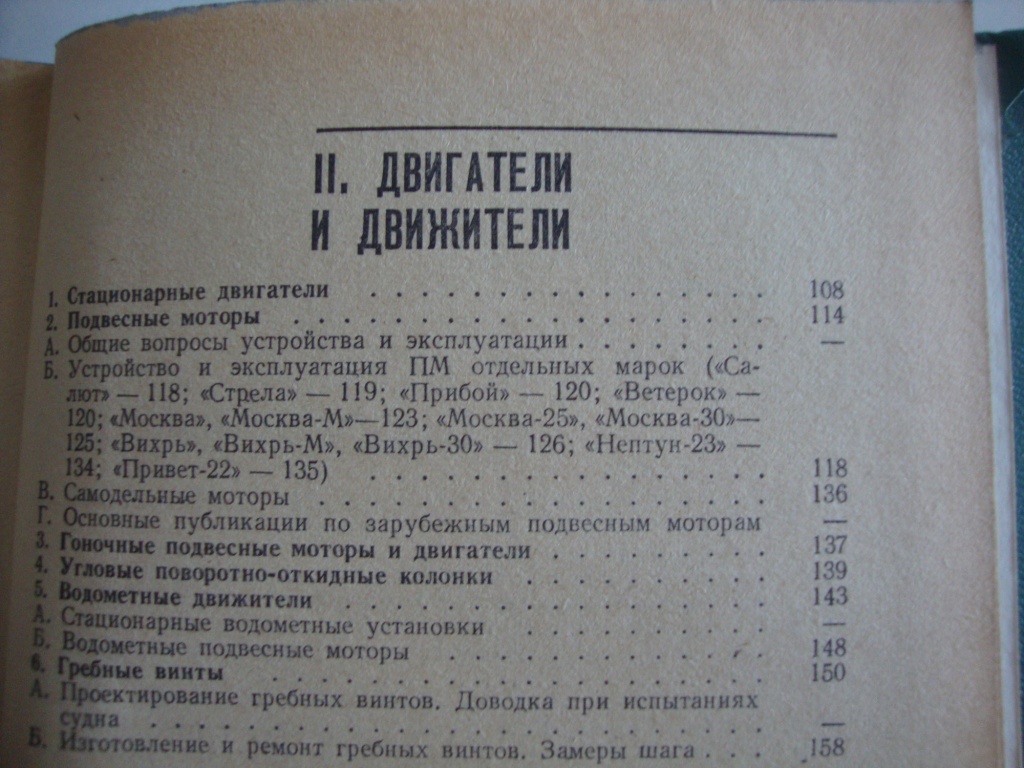 II. ДВИГАТЕЛИ
И ДВИЖИТЕЛИ
1. Стационарные двигатели . . . . . . . . . . . . . . . . 108
2. Подвесные моторы . . . . . . . . . . . . . . . . . . . 114
А. Общие вопросы устройства и эксплуатации . . . . . . . . —
Б. Устройство и эксплуатация ПМ отдельных марок («Са-
лют» — 118; «Стрела» — 119; «Прибой» — 120; «Ветерок» —
120; «Москва», «Москва-М»—123; «Москва-25», «Москва-30»—
125; «Вихрь», «Вихрь-М», «Вихрь-30» — 126; «Нептун-23» —
134; «Привет-22» — 135) . . . . . . . . . . . . . . . . 118
В. Самодельные моторы . . . . . . . . . . . . . . . . . . 136
Г. Основные публикации по зарубежным подвесным моторам —
3. Гоночные подвесные моторы и двигатели . . . . . . . . . 137
4. Угловые поворотно-откидные колонки . . . . . . . . . . 139
5. Водометные движители . . . . . . . . . . . . . . . . . 143
А. Стационарные водометные установки . . . . . . . . . . —
Б. Водометные подвесные моторы . . . . . . . . . . . . . 148
6. Гребные винты . . . . . . . . . . . . . . . . . . . . 150
А. Проектирование гребных винтов. Доводка при испытаниях
судна . . . . . . . . . . . . . . . . . . . . . . . . . —
Б. Изготовление и ремонт гребных винтов. Замеры шага . . . 158